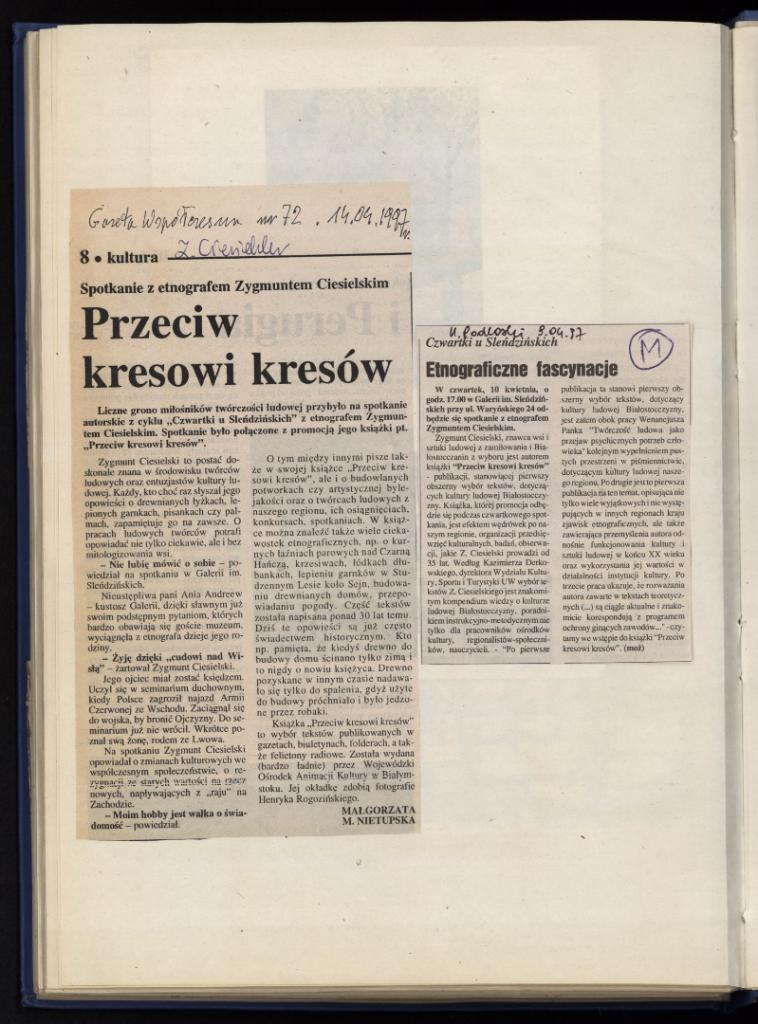 Gazeta Współczesna nr 72 . 14.04.1997 r.
8 • kultura Z. Ciesielski
Spotkanie z etnografem Zygmuntem Ciesielskim
Przeciw
kresowi kresów
Liczne grono miłośników twórczości ludowej przybyło na spotkanie
autorskie z cyklu „Czwartki u Sleńdzińskich” z etnografem Zygmun-
tem Ciesielskim. Spotkanie było połączone z promocją jego książki pt.
„Przeciw kresowi kresów”.
Zygmunt Ciesielski to postać do-
skonale znana w środowisku twórców
ludowych oraz entuzjastów kultury lu-
dowej. Każdy, kto choć raz słyszał jego
opowieści o drewnianych łyżkach, le-
pionych garnkach, pisankach czy pal-
mach, zapamiętuje go na zawsze. O
pracach ludowych twórców potrafi
opowiadać nie tylko ciekawie, ale i bez
mitologizowania wsi.
– Nie lubię mówić o sobie – po-
wiedział na spotkaniu w Galerii im.
Sleńdzińskich.
Nieustępliwa pani Ania Andreew
– kustosz Galerii, dzięki sławnym już
swoim podstępnym pytaniom, których
bardzo obawiają się goście muzeum,
wyciągnęła z etnografa dzieje jego ro-
dziny.
– Żyję dzięki „cudowi nad Wi-
słą” – żartował Zygmunt Ciesielski.
Jego ojciec miał zostać księdzem.
Uczył się w seminarium duchownym,
kiedy Polsce zagroził najazd Armii
Czerwonej ze Wschodu. Zaciągnął się
do wojska, by bronić Ojczyzny. Do se-
minarium już nie wrócił. Wkrótce po-
znał swą żonę, rodem ze Lwowa.
Na spotkaniu Zygmunt Ciesielski
opowiadał o zmianach kulturowych we
współczesnym społeczeństwie, o re-
zygnacji ze starych wartości na rzecz
nowych, napływających z „raju” na
Zachodzie.
– Moim hobby jest walka o świa-
domość – powiedział.
O tym między innymi pisze tak-
że w swojej książce „Przeciw kre-
sowi kresów”, ale i o budowlanych
potworkach czy artystycznej byle-
jakości oraz o twórcach ludowych z
naszego regionu, ich osiągnięciach,
konkursach, spotkaniach. W książ-
ce można znaleźć także wiele cieka-
wostek etnograficznych, np. o kur-
nych łaźniach parowych nad Czarną
Hańczą, krzesiwach, łódkach dłu-
bankach, lepieniu garnków w Stu-
dziennym Lesie koło Sejn, budowa-
niu drewnianych domów, przepo-
wiadaniu pogody. Część tekstów
została napisana ponad 30 lat temu.
Dziś te opowieści są już często
świadectwem historycznym. Kto
np. pamięta, że kiedyś drewno do
budowy domu ścinano tylko zimą i
to nigdy o nowiu księżyca. Drewno
pozyskane w innym czasie nadawa-
ło się tylko do spalenia, gdyż użyte
do budowy próchniało i było jedzo-
ne przez robaki.
Książka „Przeciw kresowi kresów”
to wybór tekstów publikowanych w
gazetach, biuletynach, folderach, a tak-
że felietony radiowe. Została wydana
(bardzo ładnie) przez Wojewódzki
Ośrodek Animacji Kultury w Białym-
stoku. Jej okładkę zdobią fotografie
Henryka Rogozińskiego.
MAŁGORZATA
M. NIETUPSKA
K. Podlaski 9.04.97
M
Czwartki u Sleńdzińskich
Etnograficzne fascynacje
W czwartek, 10 kwietnia, o
godz. 17.00 w Galerii im. Sleńdziń-
skich przy ul. Waryńskiego 24 od-
będzie się spotkanie z etnografem
Zygmuntem Ciesielskim.
Zygmunt Ciesielski, znawca wsi i
sztuki ludowej z zamiłowania i Bia-
łostocczanin z wyboru jest autorem
książki "Przeciw kresowi kresów"
- publikacji, stanowiącej pierwszy
obszerny wybór tekstów, dotyczą-
cych kultury ludowej Białostocczy-
zny. Książka, której promocja odbę-
dzie się podczas czwartkowego spot-
kania, jest efektem wędrówek po na-
szym regionie, organizacji przedsię-
wzięć kulturalnych, badań, obserwa-
cji, jakie Z. Ciesielski prowadzi od
35 lat. Według Kazimierza Derko-
wskiego, dyrektora Wydziału Kultu-
ry, Sportu i Turystyki UW wybór te-
kstów Z. Ciesielskiego jest znakomi-
tym kompendium wiedzy o kulturze
ludowej Białostocczyzny, poradni-
kiem instrukcyjno-metodycznym nie
tylko dla pracowników ośrodków
kultury, regionalistów-społeczni-
ków, nauczycieli. - "Po pierwsze
publikacja ta stanowi pierwszy ob-
szerny wybór tekstów, dotyczący
kultury ludowej Białostocczyzny,
jest zatem obok pracy Wenancjusza
Panka "Twórczość ludowa jako
przejaw psychicznych potrzeb czło-
wieka" kolejnym wypełnieniem pus-
tych przestrzeni w piśmiennictwie,
dotyczącym kultury ludowej nasze-
go regionu. Po drugie jest to pierwsza
publikacja na ten temat, opisująca nie
tylko wiele wyjątkowych i nie wystę-
pujących w innych regionach kraju
zjawisk etnograficznych, ale także
zawierająca przemyślenia autora od-
nośnie funkcjonowania kultury i
sztuki ludowej w końcu XX wieku
oraz wykorzystania jej wartości w
działalności instytucji kultury. Po
trzecie praca ukazuje, że rozważania
autora zawarte w tekstach teoretycz-
nych (...) są ciągle aktualne i znako-
micie korespondują z programem
ochrony ginących zawodów..." - czy-
tamy we wstępie do książki "Przeciw
kresowi kresów". (moż)